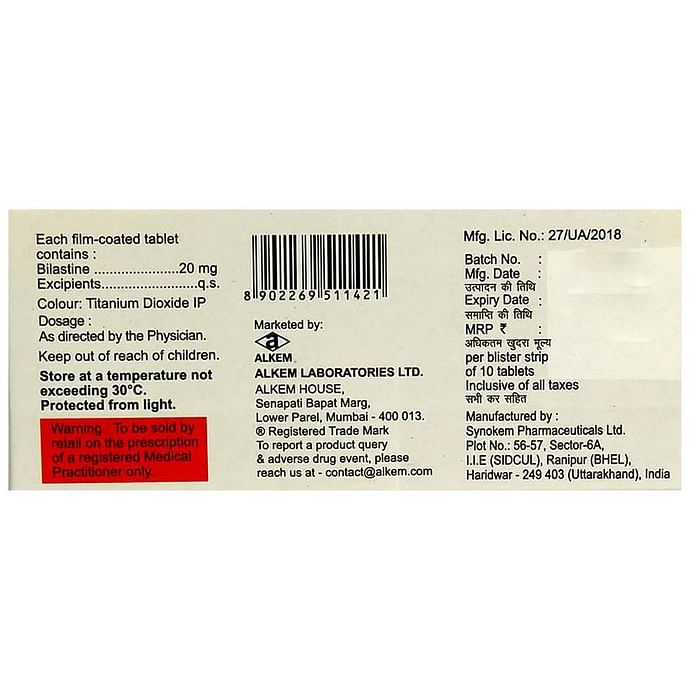 Each film-coated tablet
contains :
Bilastine ......................20 mg
Excipients.......................q.s.
Colour: Titanium Dioxide IP
Dosage :
As directed by the Physician.
Keep out of reach of children.
Store at a temperature not
exceeding 30°C.
Protected from light.
Warning To be sold by
retail on the prescription
of a registered Medical
Practitioner only.
8 902269 511421
Marketed by:
a
ALKEM
ALKEM LABORATORIES LTD.
ALKEM HOUSE,
Senapati Bapat Marg,
Lower Parel, Mumbai - 400 013.
® Registered Trade Mark
To report a product query
& adverse drug event, please
reach us at - contact@alkem.com
Mfg. Lic. No.: 27/UA/2018
Batch No. :
Mfg. Date :
उत्पादन की तिथि
Expiry Date :
समाप्ति की तिथि
MRP ₹ :
अधिकतम खुदरा मूल्य
per blister strip
of 10 tablets
Inclusive of all taxes
सभी कर सहित
Manufactured by :
Synokem Pharmaceuticals Ltd.
Plot No.: 56-57, Sector-6A,
I.I.E (SIDCUL), Ranipur (BHEL),
Haridwar - 249 403 (Uttarakhand), India